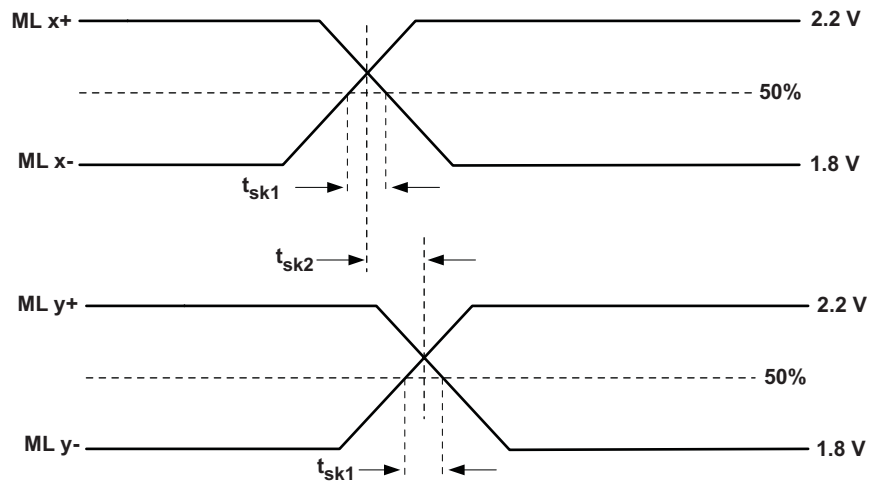 ML x+
2.2 V
50%
ML x-
1.8 V
tsk1
tsk2
ML y+
2.2 V
50%
ML y-
1.8 V
tsk1